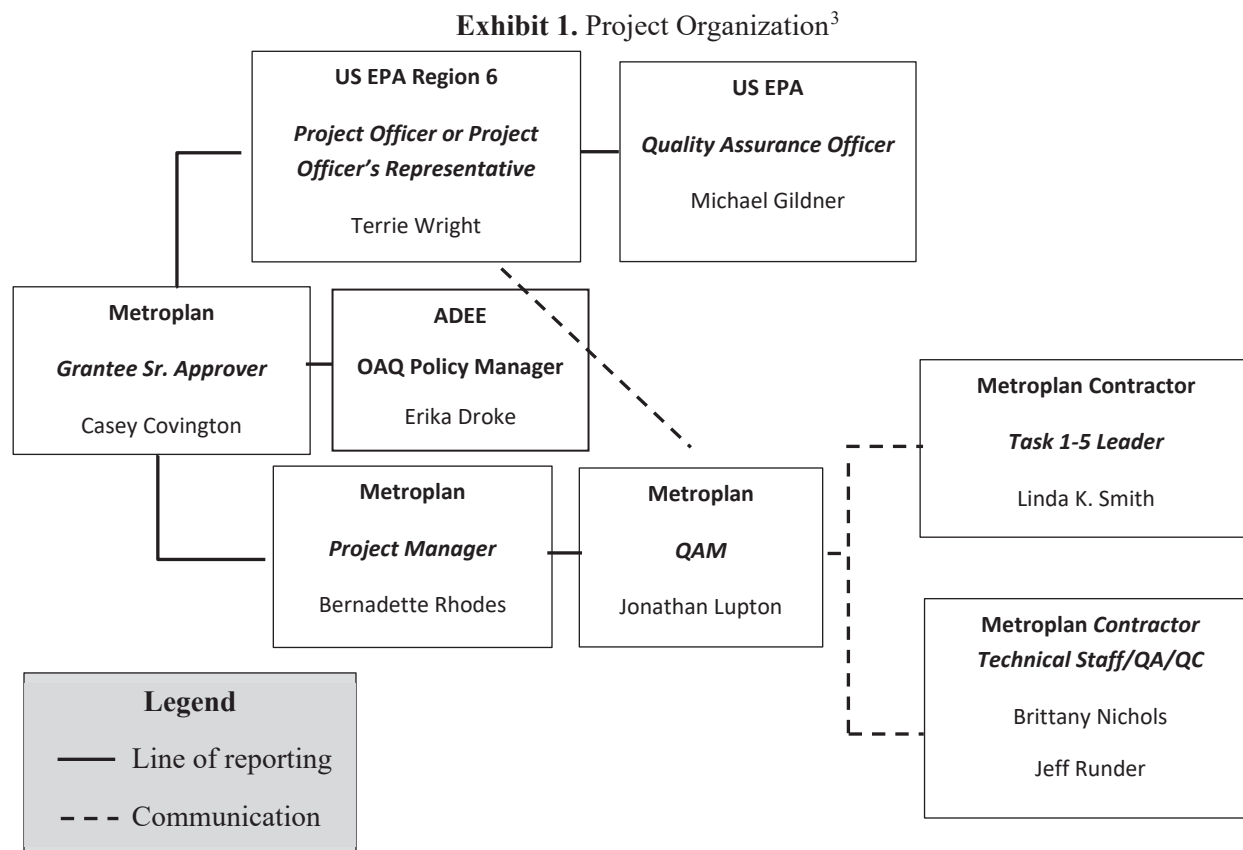 Exhibit 1. Project Organization3
US EPA Region 6
Project Officer or Project
Officer’s Representative
Terrie Wright
US EPA
Quality Assurance Officer
Michael Gildner
Metroplan
Grantee Sr. Approver
Casey Covington
ADEE
OAQ Policy Manager
Erika Droke
Metroplan
Project Manager
Bernadette Rhodes
Metroplan
QAM
Jonathan Lupton
Metroplan Contractor
Task 1-5 Leader
Linda K. Smith
Metroplan Contractor
Technical Staff/QA/QC
Brittany Nichols
Jeff Runder
Legend
Line of reporting
Communication